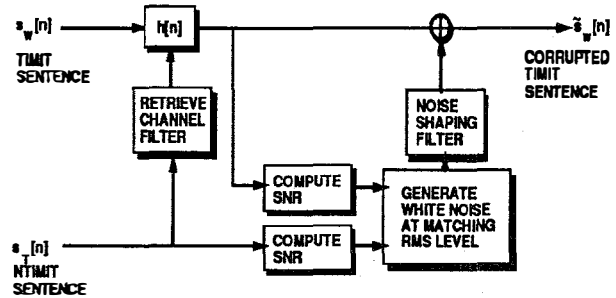 s_w[n]
h[n]
s̃_w[n]
TIMIT
SENTENCE
CORRUPTED
TIMIT
SENTENCE
RETRIEVE
CHANNEL
FILTER
NOISE
SHAPING
FILTER
COMPUTE
SNR
GENERATE
WHITE NOISE
AT MATCHING
RMS LEVEL
COMPUTE
SNR
s_T[n]
NTIMIT
SENTENCE